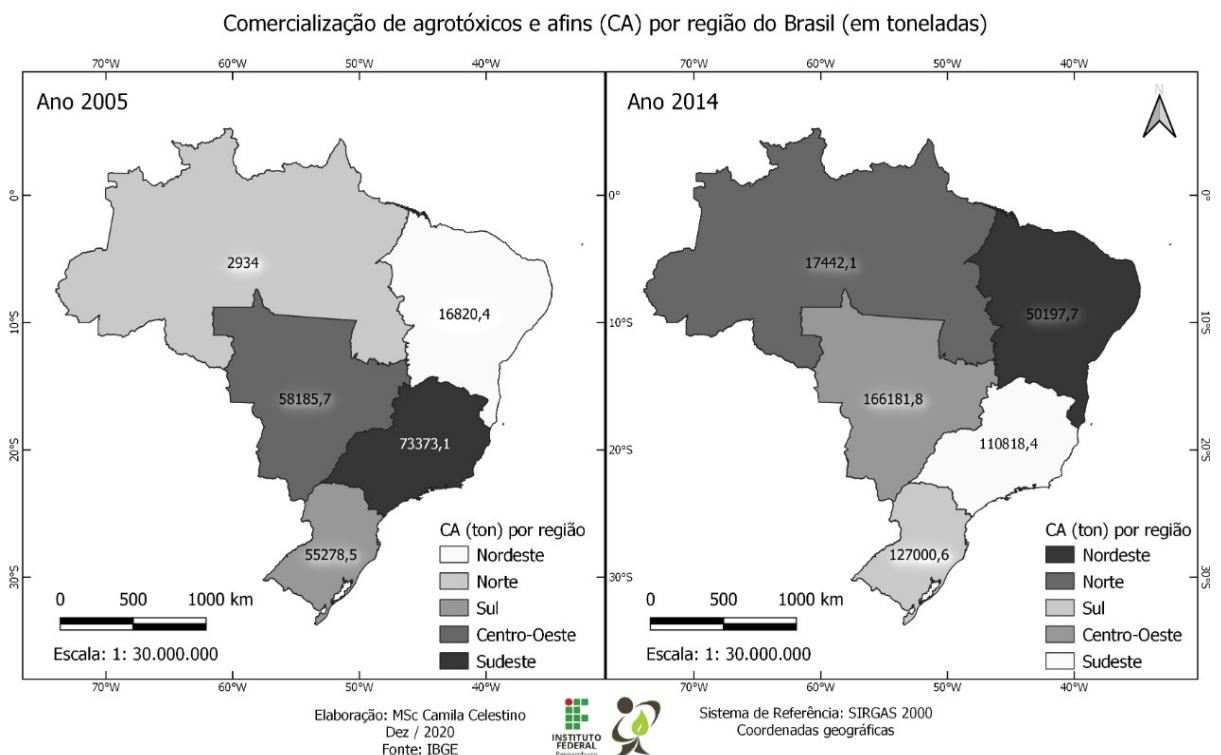 Comercialização de agrotóxicos e afins (CA) por região do Brasil (em toneladas)
70°W 60°W 50°W 40°W
70°W 60°W 50°W 40°W
Ano 2005
Ano 2014
N
0°
10°S
20°S
30°S
2934
16820,4
58185,7
73373,1
55278,5
CA (ton) por região
Nordeste
Norte
Sul
Centro-Oeste
Sudeste
0 500 1000 km
Escala: 1: 30.000.000
0°
10°S
20°S
30°S
17442,1
50197,7
166181,8
110818,4
127000,6
CA (ton) por região
Nordeste
Norte
Sul
Centro-Oeste
Sudeste
0 500 1000 km
Escala: 1: 30.000.000
0°
10°S
20°S
30°S
70°W 60°W 50°W 40°W
70°W 60°W 50°W 40°W
Elaboração: MSc Camila Celestino
Dez / 2020
Fonte: IBGE
INSTITUTO
FEDERAL
Pernambuco
Sistema de Referência: SIRGAS 2000
Coordenadas geográficas